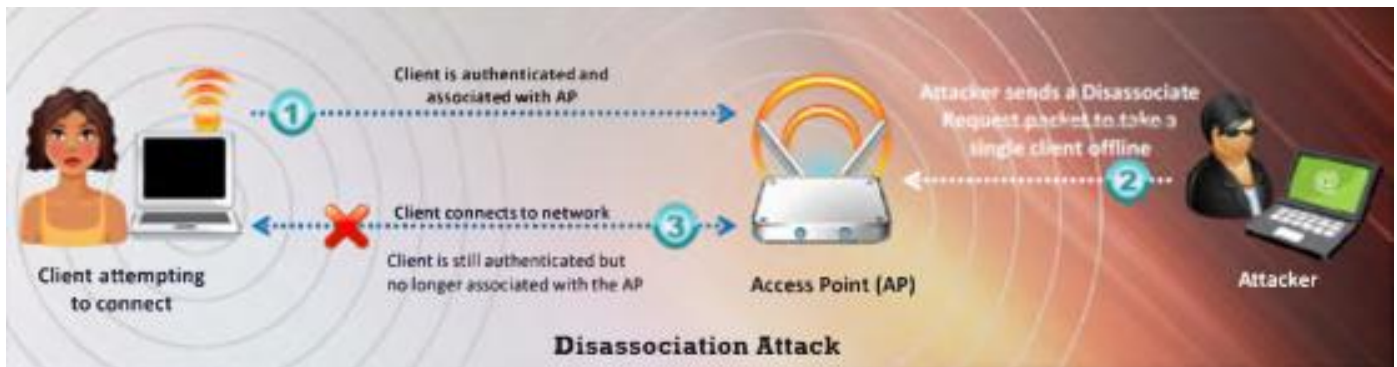 Client is authenticated and
associated with AP
1
Attacker sends a Disassociate
Request packet to take a
single client offline
2
Client connects to network
3
Client is still authenticated but
no longer associated with the AP
Client attempting
to connect
Access Point (AP)
Attacker
Disassociation Attack